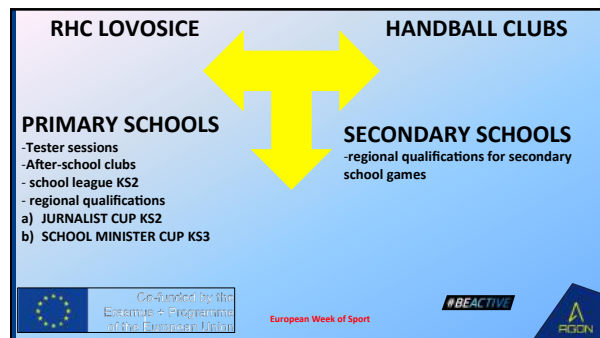 RHC LOVOSICE
HANDBALL CLUBS
PRIMARY SCHOOLS
-Tester sessions
-After-school clubs
- school league KS2
- regional qualifications
a) JURNALIST CUP KS2
b) SCHOOL MINISTER CUP KS3
SECONDARY SCHOOLS
-regional qualifications for secondary
school games
Co-funded by the
Erasmus + Programme
of the European Union
European Week of Sport
#BEACTIVE
AGON